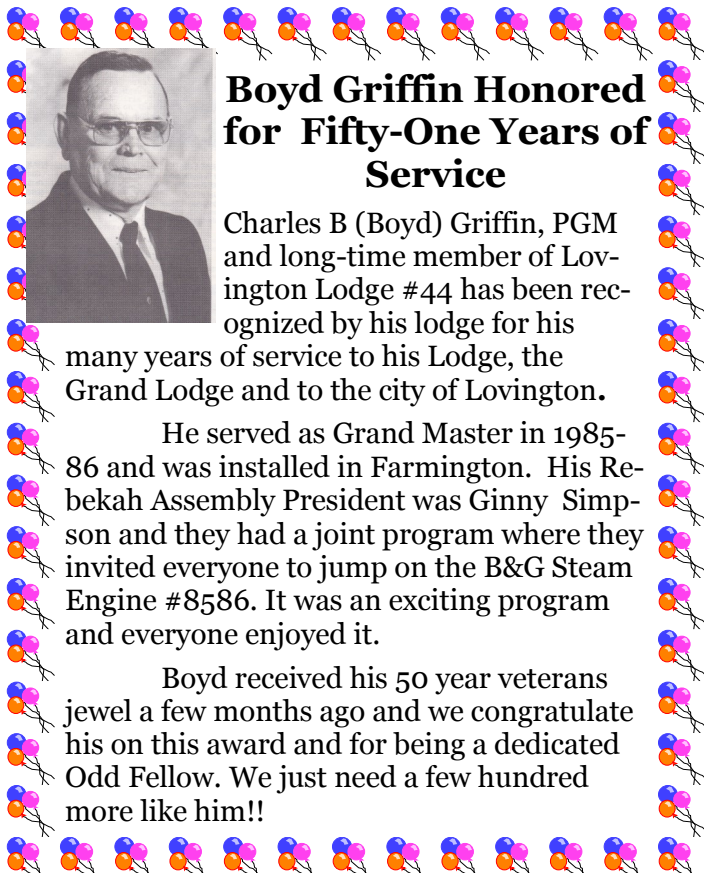 Boyd Griffin Honored
for  Fifty-One Years of
Service
Charles B (Boyd) Griffin, PGM
and long-time member of Lov-
ington Lodge #44 has been rec-
ognized by his lodge for his
many years of service to his Lodge, the
Grand Lodge and to the city of Lovington.
He served as Grand Master in 1985-
86 and was installed in Farmington.  His Re-
bekah Assembly President was Ginny  Simp-
son and they had a joint program where they
invited everyone to jump on the B&G Steam
Engine #8586. It was an exciting program
and everyone enjoyed it.
Boyd received his 50 year veterans
jewel a few months ago and we congratulate
his on this award and for being a dedicated
Odd Fellow. We just need a few hundred
more like him!!